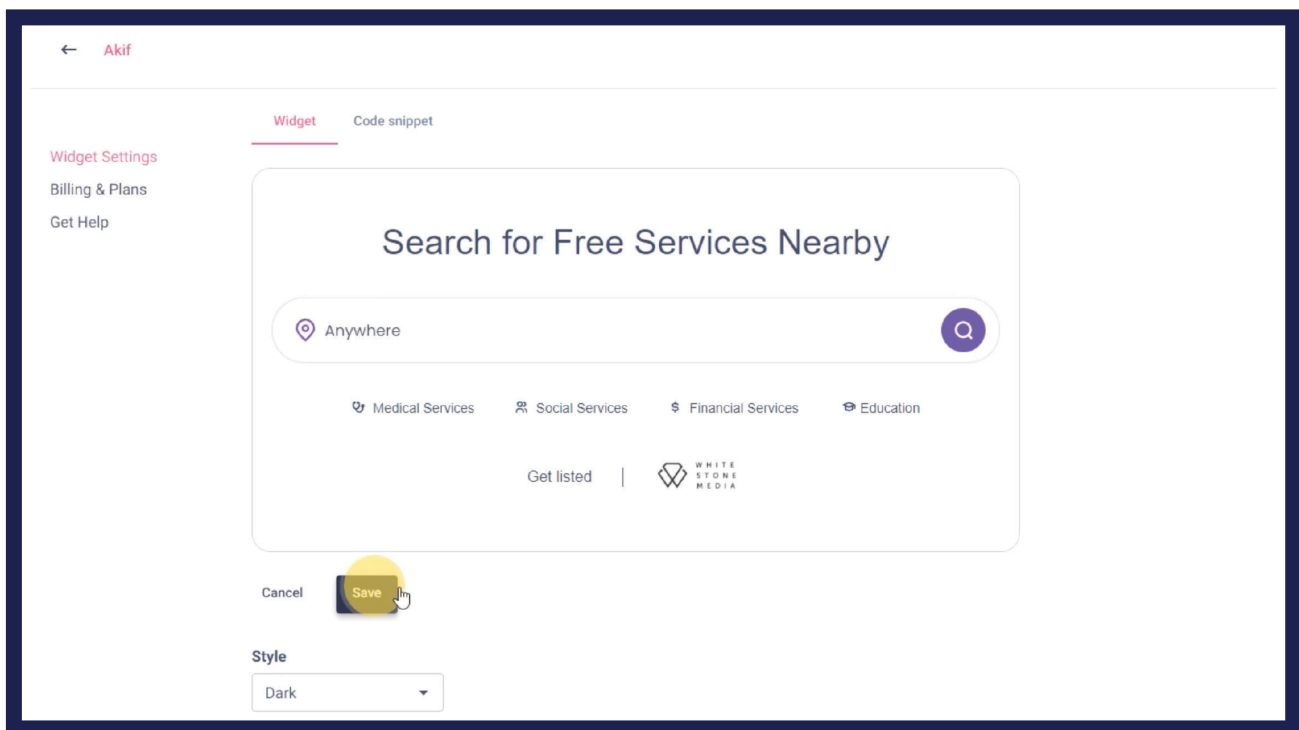 Akif
Widget Code snippet
Widget Settings
Billing & Plans
Get Help
Search for Free Services Nearby
Anywhere
Medical Services Social Services $ Financial Services Education
Get listed | WHITE
STONE
MEDIA
Cancel Save
Style
Dark